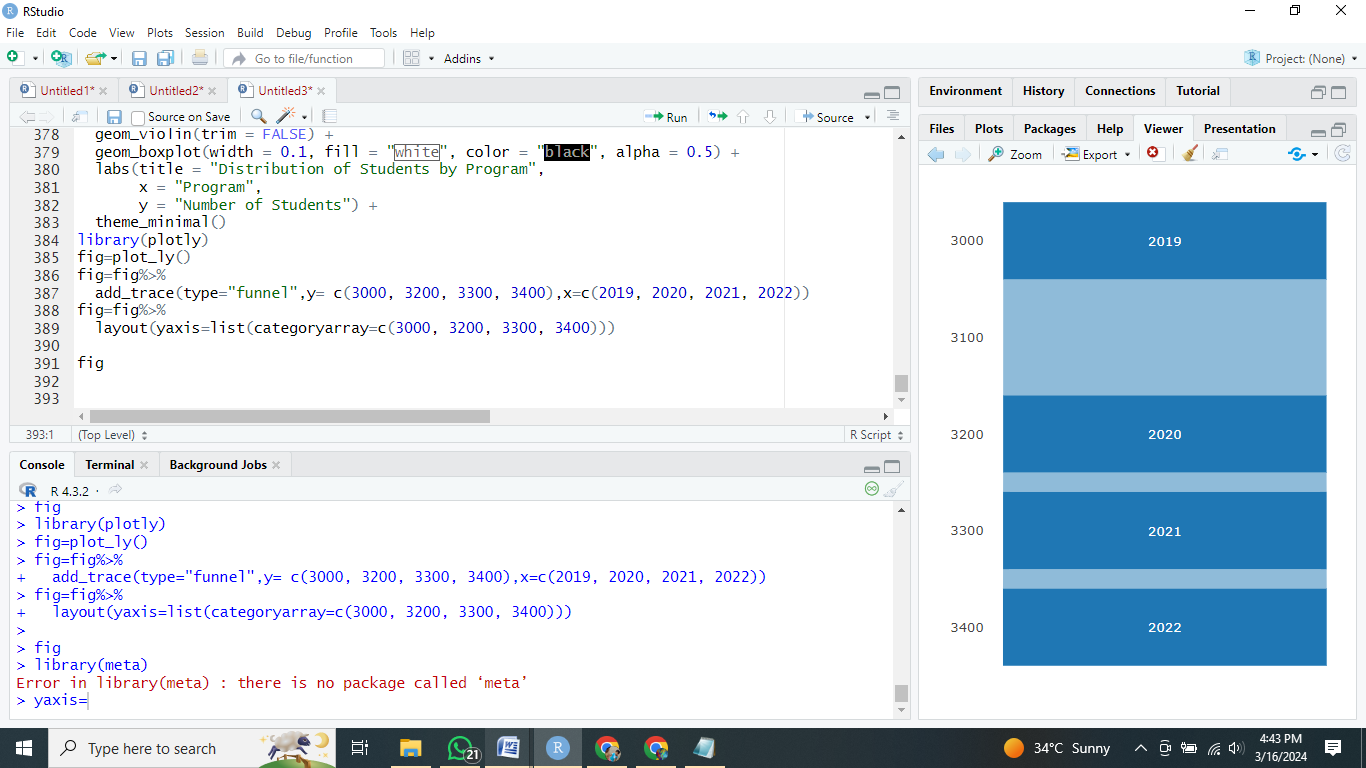 RStudio
File Edit Code View Plots Session Build Debug Profile Tools Help
Go to file/function Addins Project: (None)
Untitled1* Untitled2* Untitled3*
Source on Save Run Source
378 geom_violin(trim = FALSE) +
379 geom_boxplot(width = 0.1, fill = "white", color = "black", alpha = 0.5) +
380 labs(title = "Distribution of Students by Program",
381 x = "Program",
382 y = "Number of Students") +
383 theme_minimal()
384 library(plotly)
385 fig=plot_ly()
386 fig=fig%>%
387 add_trace(type="funnel",y= c(3000, 3200, 3300, 3400),x=c(2019, 2020, 2021, 2022))
388 fig=fig%>%
389 layout(yaxis=list(categoryarray=c(3000, 3200, 3300, 3400)))
390
391 fig
392
393
393:1 (Top Level) R Script
Console Terminal Background Jobs
R 4.3.2 ·
> fig
> library(plotly)
> fig=plot_ly()
> fig=fig%>%
+ add_trace(type="funnel",y= c(3000, 3200, 3300, 3400),x=c(2019, 2020, 2021, 2022))
> fig=fig%>%
+ layout(yaxis=list(categoryarray=c(3000, 3200, 3300, 3400)))
>
> fig
> library(meta)
Error in library(meta) : there is no package called ‘meta’
> yaxis=
Environment History Connections Tutorial
Files Plots Packages Help Viewer Presentation
Zoom Export
3000 2019
3100
3200 2020
3300 2021
3400 2022
Type here to search
21
34°C Sunny
4:43 PM
3/16/2024